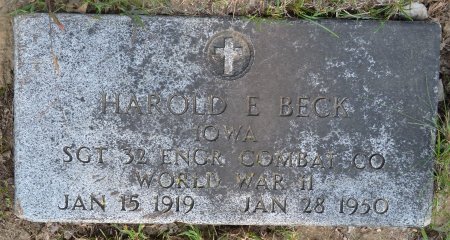 HAROLD E BECK
IOWA
SGT 32 ENGR COMBAT CO
WORLD WAR II
JAN 15 1919 JAN 28 1950